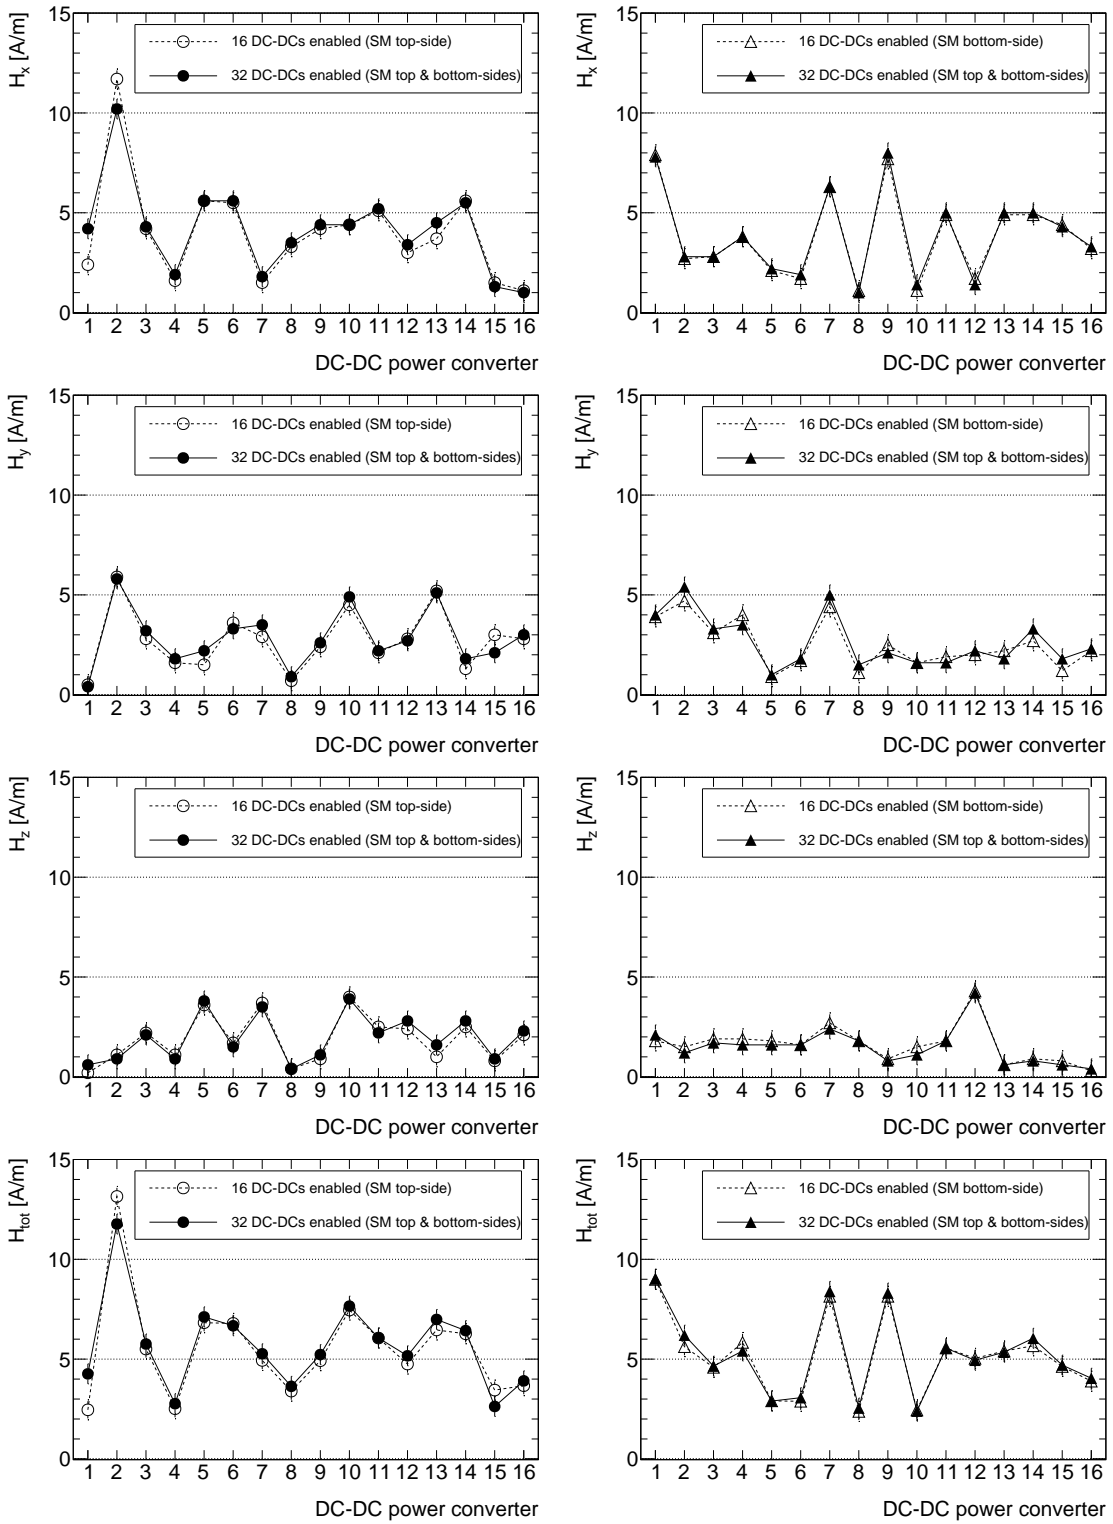 H_x [A/m]
15
16 DC-DCs enabled (SM top-side)
32 DC-DCs enabled (SM top & bottom-sides)
10
5
0
1 2 3 4 5 6 7 8 9 10 11 12 13 14 15 16
DC-DC power converter
H_x [A/m]
15
16 DC-DCs enabled (SM bottom-side)
32 DC-DCs enabled (SM top & bottom-sides)
10
5
0
1 2 3 4 5 6 7 8 9 10 11 12 13 14 15 16
DC-DC power converter
H_y [A/m]
15
16 DC-DCs enabled (SM top-side)
32 DC-DCs enabled (SM top & bottom-sides)
10
5
0
1 2 3 4 5 6 7 8 9 10 11 12 13 14 15 16
DC-DC power converter
H_y [A/m]
15
16 DC-DCs enabled (SM bottom-side)
32 DC-DCs enabled (SM top & bottom-sides)
10
5
0
1 2 3 4 5 6 7 8 9 10 11 12 13 14 15 16
DC-DC power converter
H_z [A/m]
15
16 DC-DCs enabled (SM top-side)
32 DC-DCs enabled (SM top & bottom-sides)
10
5
0
1 2 3 4 5 6 7 8 9 10 11 12 13 14 15 16
DC-DC power converter
H_z [A/m]
15
16 DC-DCs enabled (SM bottom-side)
32 DC-DCs enabled (SM top & bottom-sides)
10
5
0
1 2 3 4 5 6 7 8 9 10 11 12 13 14 15 16
DC-DC power converter
H_tot [A/m]
15
16 DC-DCs enabled (SM top-side)
32 DC-DCs enabled (SM top & bottom-sides)
10
5
0
1 2 3 4 5 6 7 8 9 10 11 12 13 14 15 16
DC-DC power converter
H_tot [A/m]
15
16 DC-DCs enabled (SM bottom-side)
32 DC-DCs enabled (SM top & bottom-sides)
10
5
0
1 2 3 4 5 6 7 8 9 10 11 12 13 14 15 16
DC-DC power converter